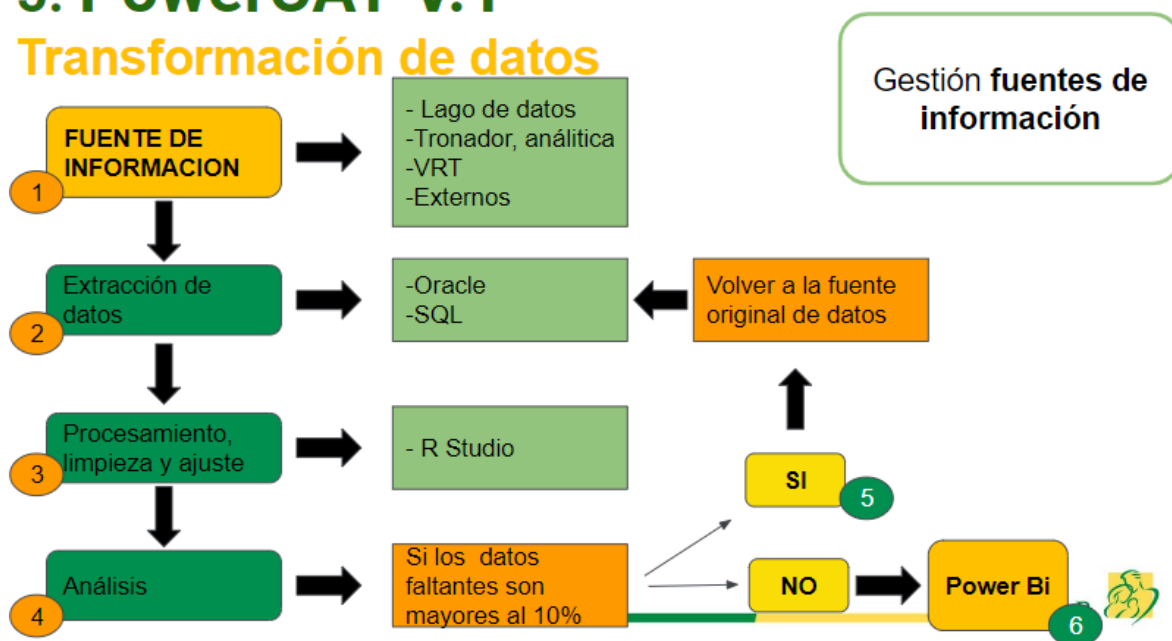 Transformación de datos
Gestión fuentes de
información
FUENTE DE
INFORMACION
1
- Lago de datos
-Tronador, análitica
-VRT
-Externos
Extracción de
datos
2
-Oracle
-SQL
Volver a la fuente
original de datos
Procesamiento,
limpieza y ajuste
3
- R Studio
SI
5
Análisis
4
Si los  datos
faltantes son
mayores al 10%
NO
Power Bi
6